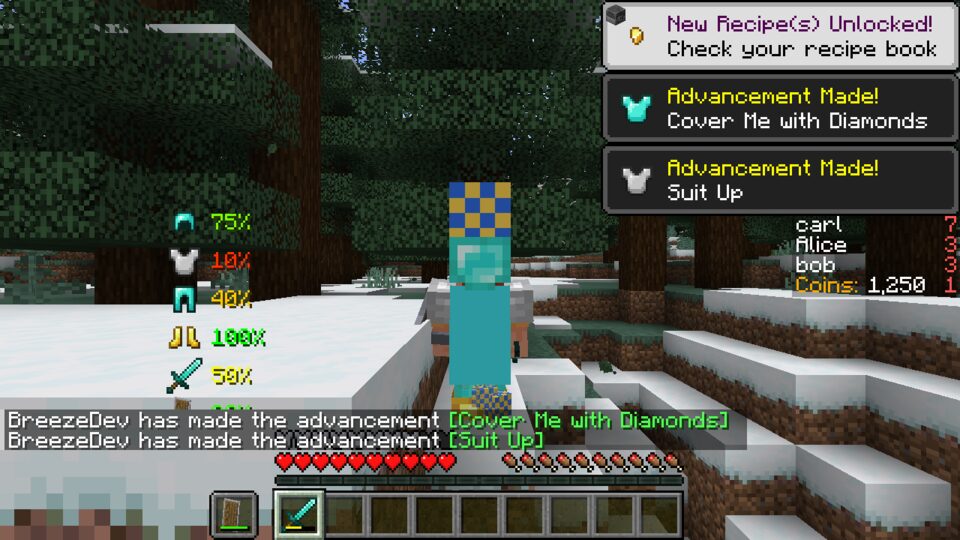 New Recipe(s) Unlocked!
Check your recipe book
Advancement Made!
Cover Me with Diamonds
Advancement Made!
Suit Up
carl 7
Alice 3
bob 3
Coins: 1,250 1
75%
10%
40%
100%
50%
BreezeDev has made the advancement [Cover Me with Diamonds]
BreezeDev has made the advancement [Suit Up]